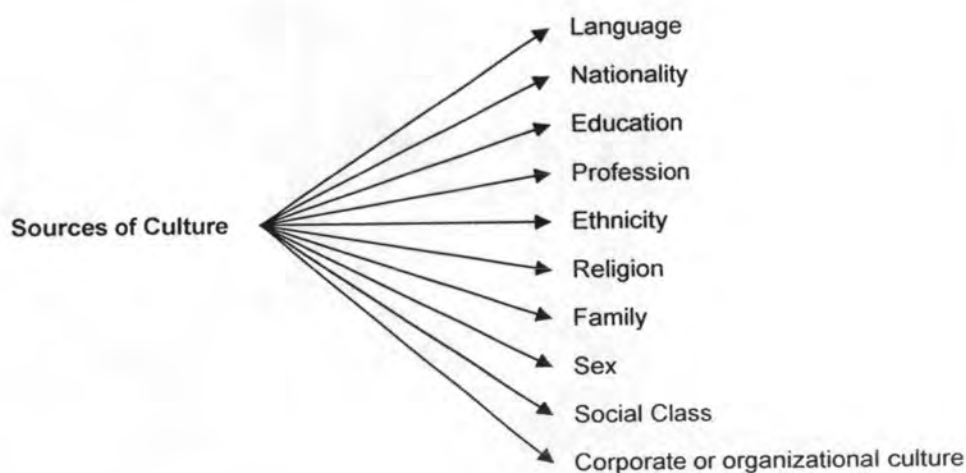 Language
Nationality
Education
Profession
Sources of Culture
Ethnicity
Religion
Family
Sex
Social Class
Corporate or organizational culture